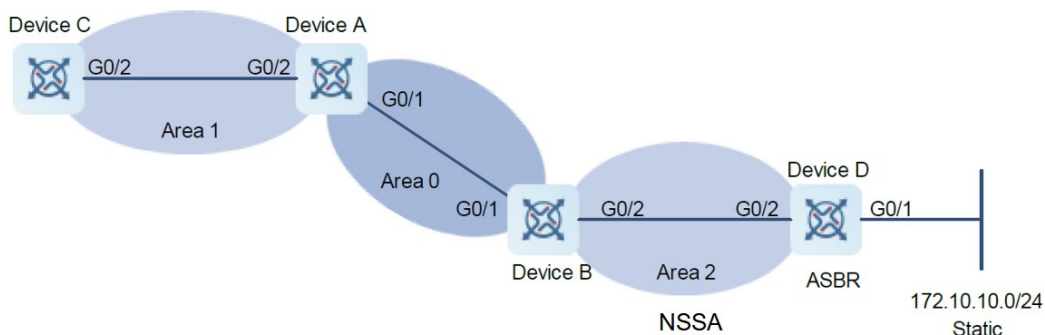 Device C
Device A
G0/2
G0/2
G0/1
Area 1
Area 0
Device D
G0/1
G0/2
G0/2
G0/1
Device B
Area 2
ASBR
NSSA
172.10.10.0/24
Static